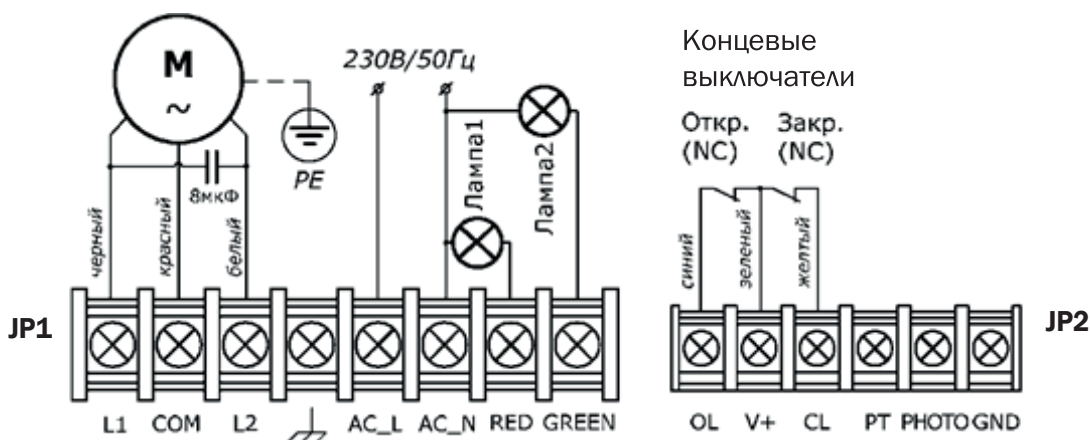 M
~
230В/50Гц
PE
8мкФ
черный
красный
белый
Лампа1
Лампа2
JP1
L1 COM L2 AC_L AC_N RED GREEN
Концевые
выключатели
Откр. Закр.
(NC) (NC)
синий
зеленый
желтый
JP2
OL V+ CL PT PHOTO GND